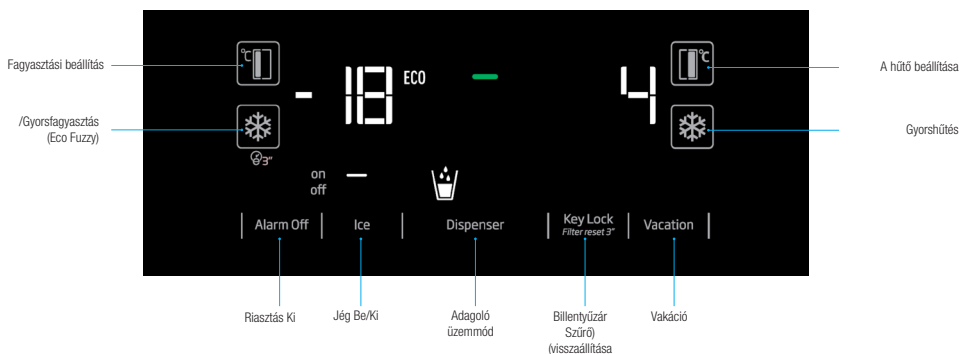 Fagyasztási beállítás
/Gyorsfagyasztás
(Eco Fuzzy)
°C
- 18 ECO
4
°C
3"
on
off
Alarm Off
Ice
Dispenser
Key Lock
Filter reset 3"
Vacation
A hűtő beállítása
Gyorshűtés
Riasztás Ki
Jég Be/Ki
Adagoló
üzemmód
Billentyűzár
Szűrő)
(visszaállítása
Vakáció